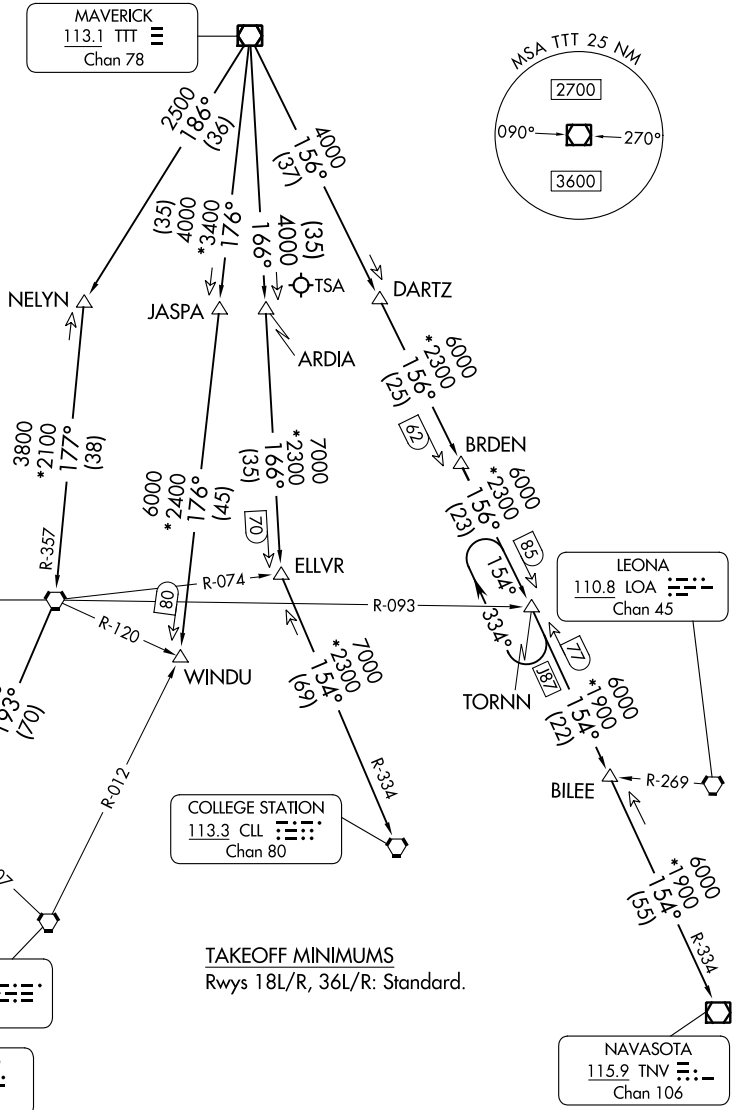 MAVERICK
113.1 TTT
Chan 78
MSA TTT 25 NM
2700
090°
270°
3600
2500
186°
(36)
(35)
4000
*3400
176°
(35)
4000
166°
4000
156°
(37)
TSA
NELYN
JASPA
ARDIA
DARTZ
3800
*2100
177°
(38)
R-357
6000
*2400
176°
(45)
7000
*2300
166°
(35)
6000
*2300
156°
(25)
62
BRDEN
6000
*2300
156°
(23)
85
70
80
ELLVR
R-074
R-093
R-120
WINDU
154°
334°
TORNN
J87
77
LEONA
110.8 LOA
Chan 45
193°
(70)
R-012
7000
*2300
154°
(69)
R-334
6000
*1900
154°
(22)
BILEE
R-269
COLLEGE STATION
113.3 CLL
Chan 80
6000
*1900
154°
(55)
R-334
TAKEOFF MINIMUMS
Rwys 18L/R, 36L/R: Standard.
NAVASOTA
115.9 TNV
Chan 106